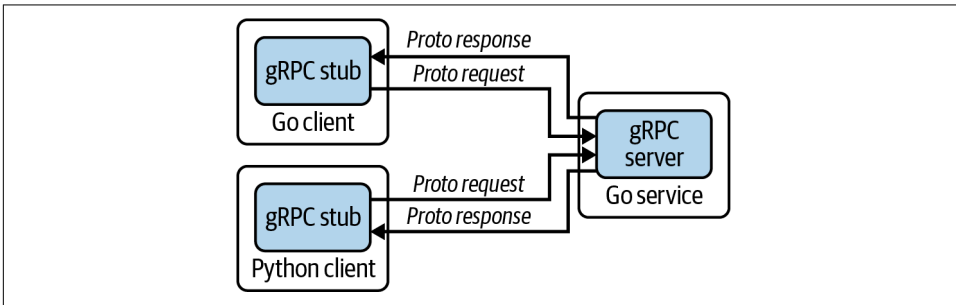 Proto response
gRPC stub
Proto request
Go client
gRPC
server
Go service
Proto request
gRPC stub
Proto response
Python client